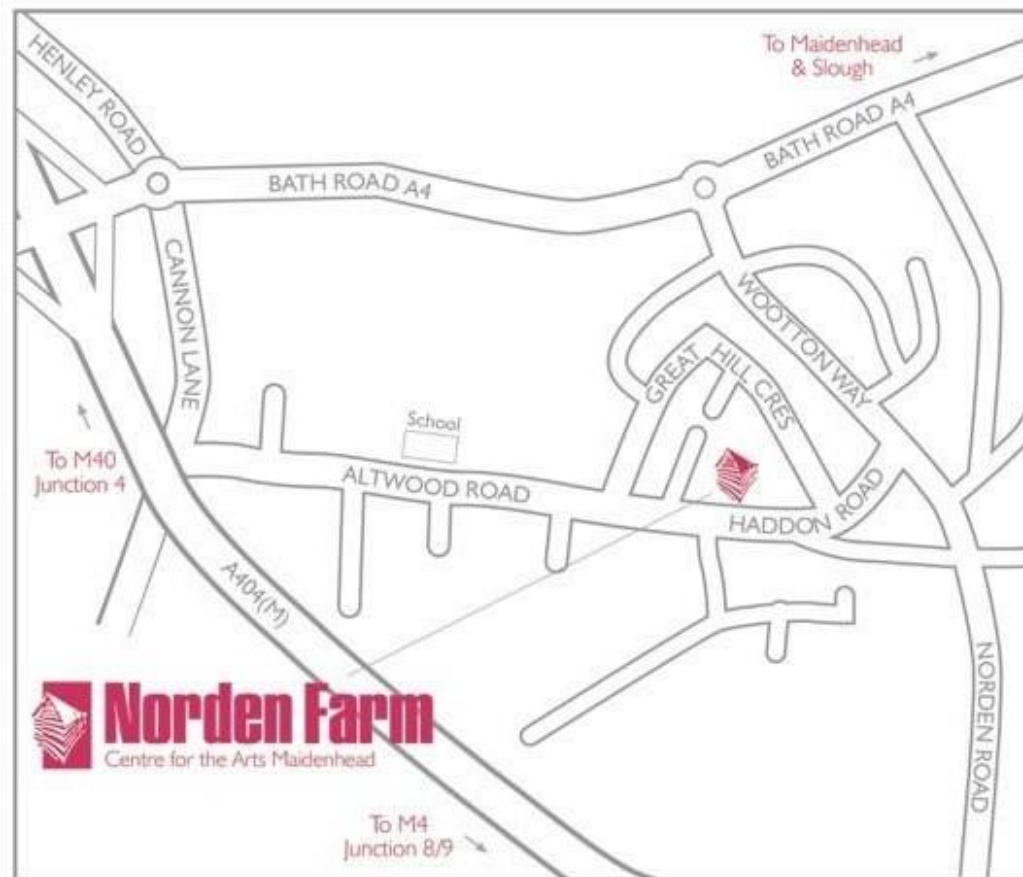 HENLEY ROAD
To Maidenhead
& Slough
BATH ROAD A4
BATH ROAD A4
CANNON LANE
WOOTTON WAY
GREAT
HILL CRES
School
To M40
Junction 4
ALTWOOD ROAD
HADDON ROAD
A404(M)
NORDEN ROAD
Norden Farm
Centre for the Arts Maidenhead
To M4
Junction 8/9